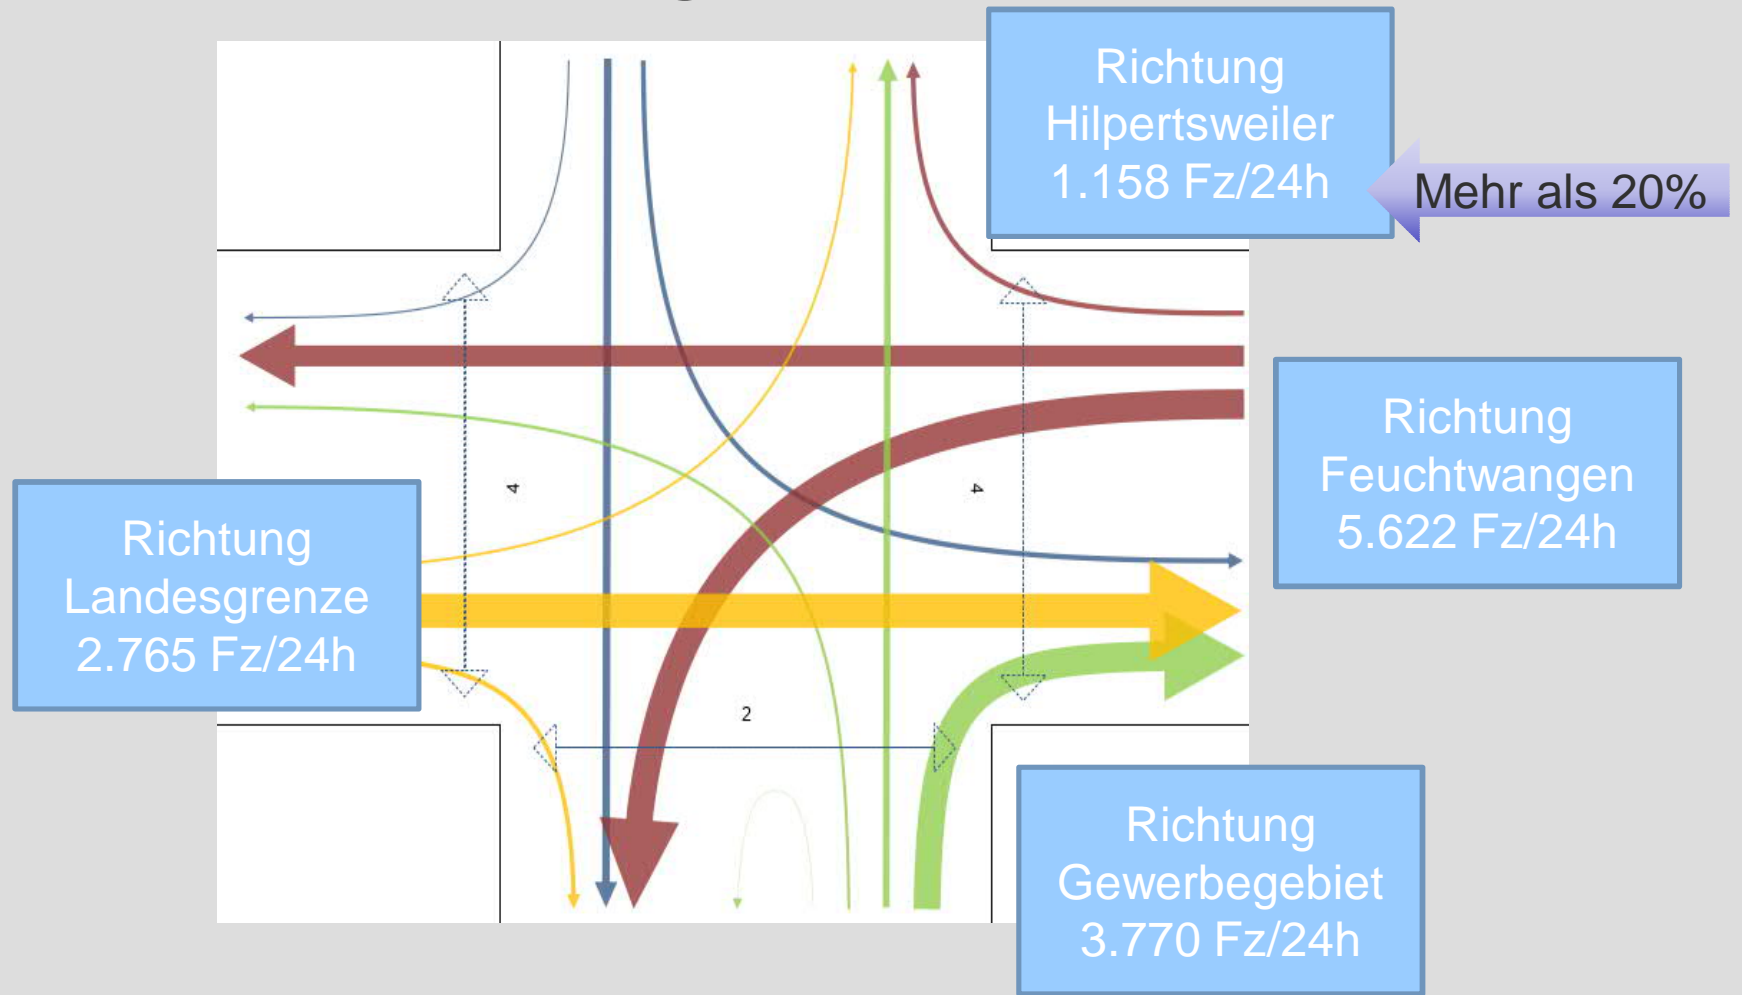 Richtung
Hilpertsweiler
1.158 Fz/24h
Mehr als 20%
Richtung
Feuchtwangen
5.622 Fz/24h
4
4
Richtung
Landesgrenze
2.765 Fz/24h
2
Richtung
Gewerbegebiet
3.770 Fz/24h